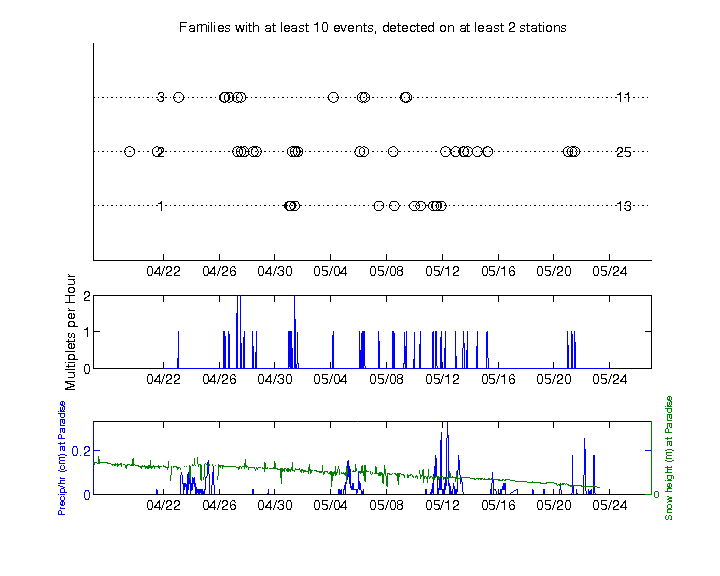 Families with at least 10 events, detected on at least 2 stations
3 11
2 25
1 13
04/22 04/26 04/30 05/04 05/08 05/12 05/16 05/20 05/24
Multiplets per Hour
2
1
0
04/22 04/26 04/30 05/04 05/08 05/12 05/16 05/20 05/24
Precip/hr (cm) at Paradise
0.2
0
Snow height (m) at Paradise
0
04/22 04/26 04/30 05/04 05/08 05/12 05/16 05/20 05/24